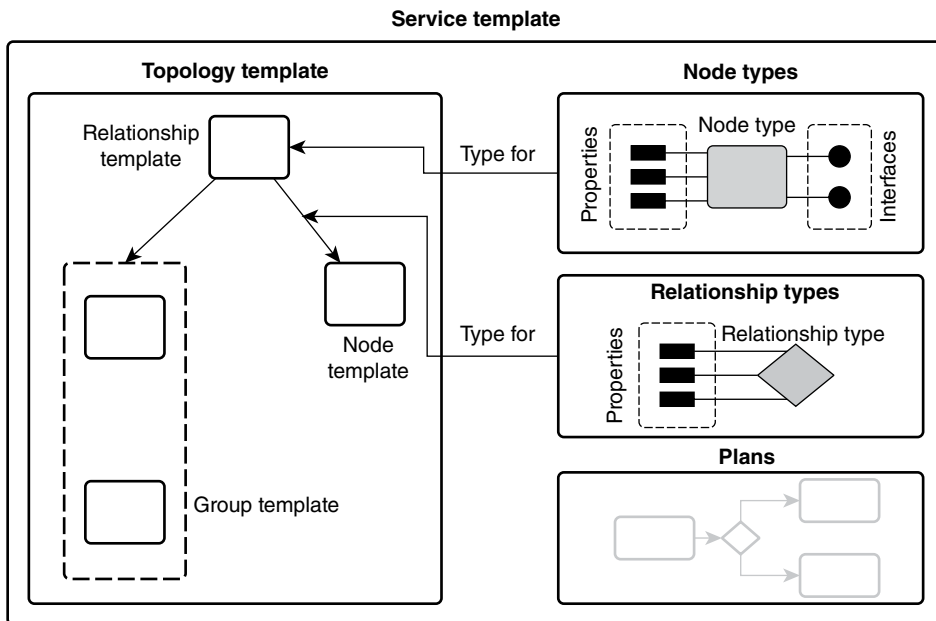 Service template
Topology template
Relationship
template
Node
template
Group template
Type for
Type for
Node types
Properties
Node type
Interfaces
Relationship types
Properties
Relationship type
Plans